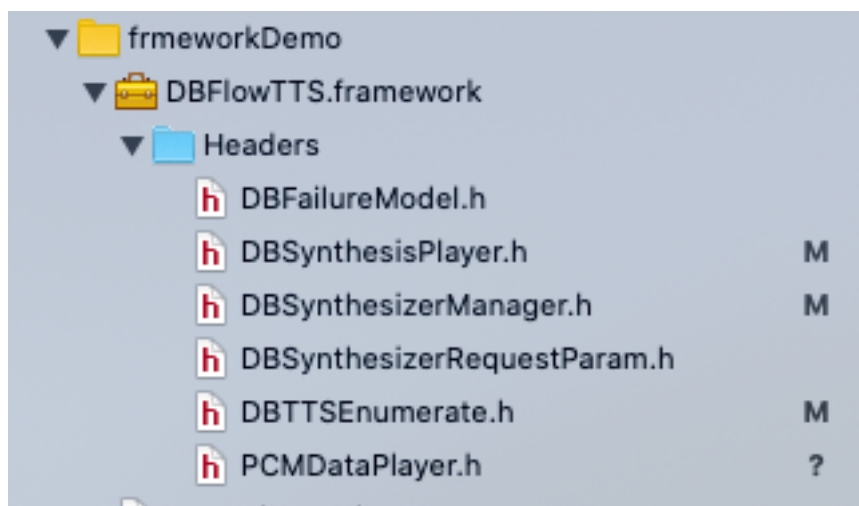 frmeworkDemo
DBFlowTTS.framework
Headers
h DBFailureModel.h
h DBSynthesisPlayer.h M
h DBSynthesizerManager.h M
h DBSynthesizerRequestParam.h
h DBTTSEnumerate.h M
h PCMDataPlayer.h ?